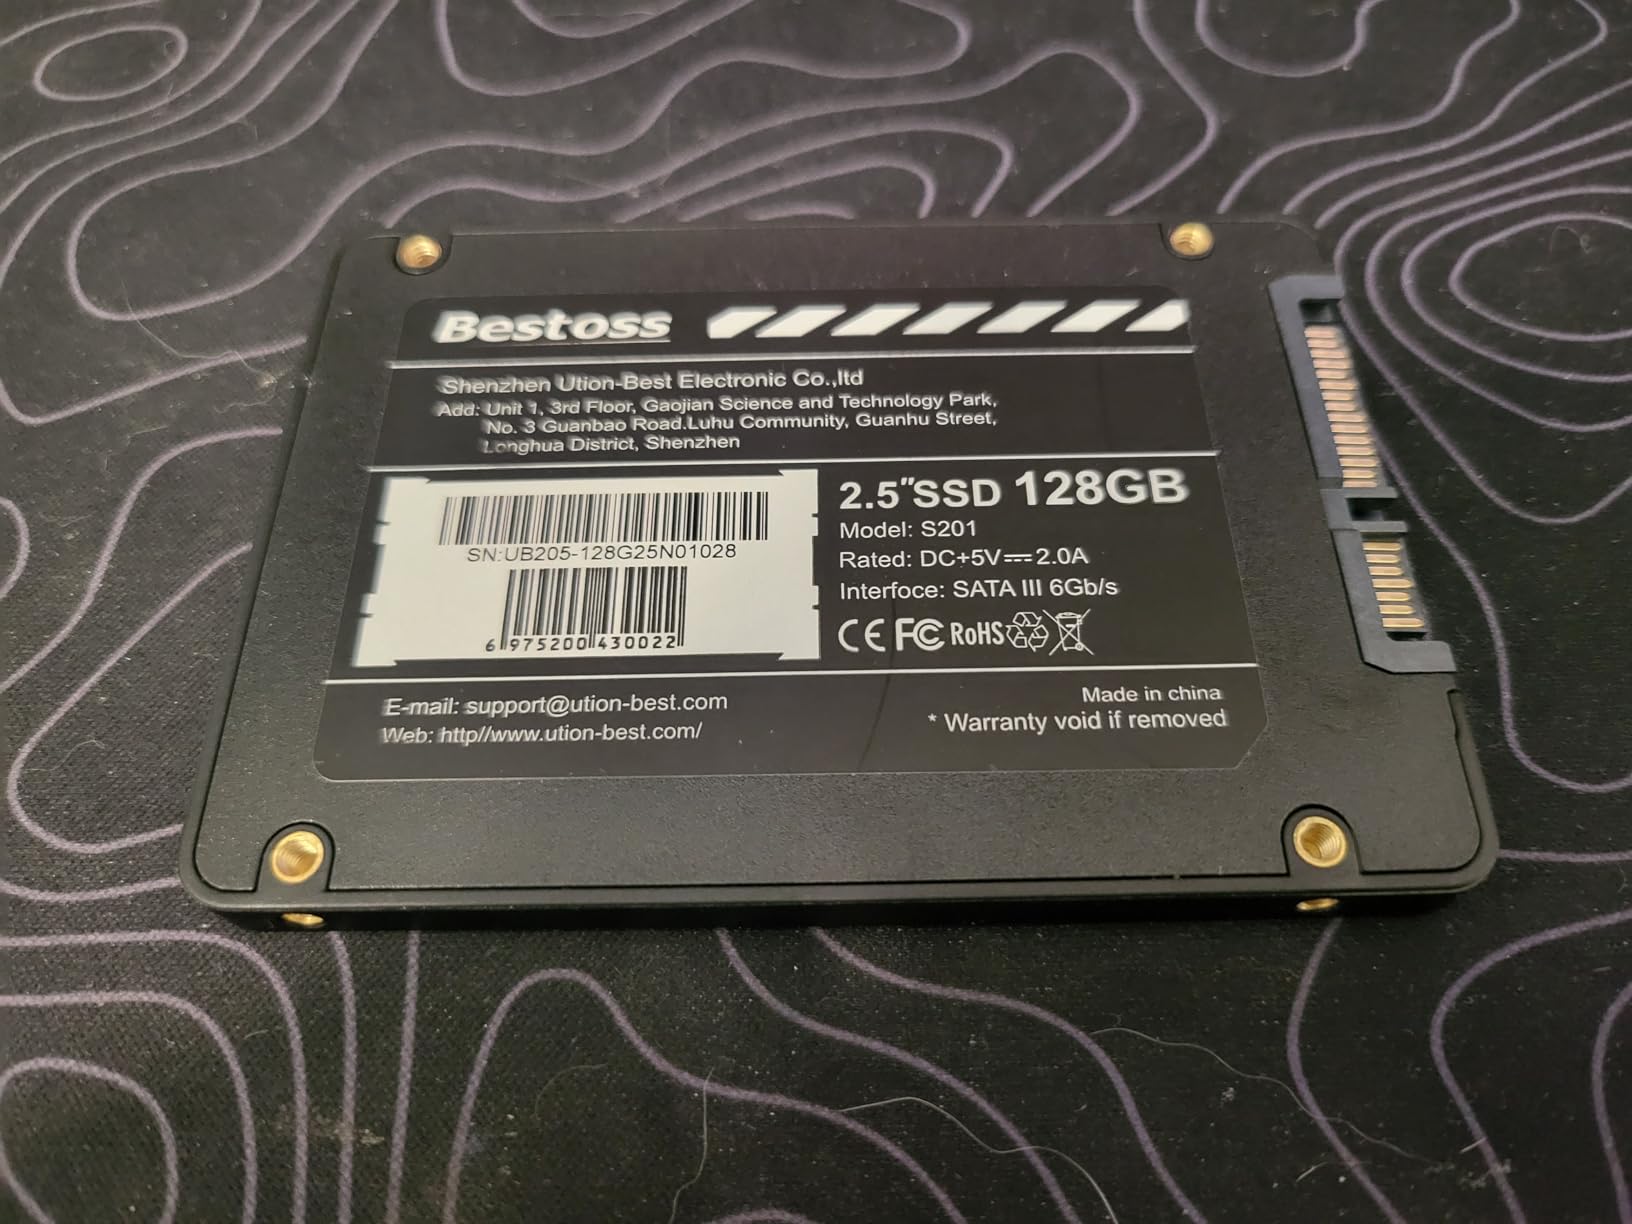 Bestoss
Shenzhen Ution-Best Electronic Co.,ltd
Add: Unit 1, 3rd Floor, Gaojian Science and Technology Park,
No. 3 Guanbao Road.Luhu Community, Guanhu Street,
Longhua District, Shenzhen
SN:UB205-128G25N01028
6 975200 430022
2.5"SSD 128GB
Model: S201
Rated: DC+5V⎓2.0A
Interfoce: SATA III 6Gb/s
CE FC RoHS
E-mail: support@ution-best.com
Web: http//www.ution-best.com/
Made in china
* Warranty void if removed